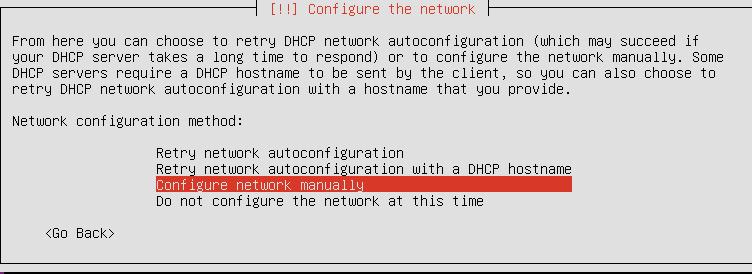 [!!] Configure the network
From here you can choose to retry DHCP network autoconfiguration (which may succeed if
your DHCP server takes a long time to respond) or to configure the network manually. Some
DHCP servers require a DHCP hostname to be sent by the client, so you can also choose to
retry DHCP network autoconfiguration with a hostname that you provide.
Network configuration method:
Retry network autoconfiguration
Retry network autoconfiguration with a DHCP hostname
Configure network manually
Do not configure the network at this time
<Go Back>